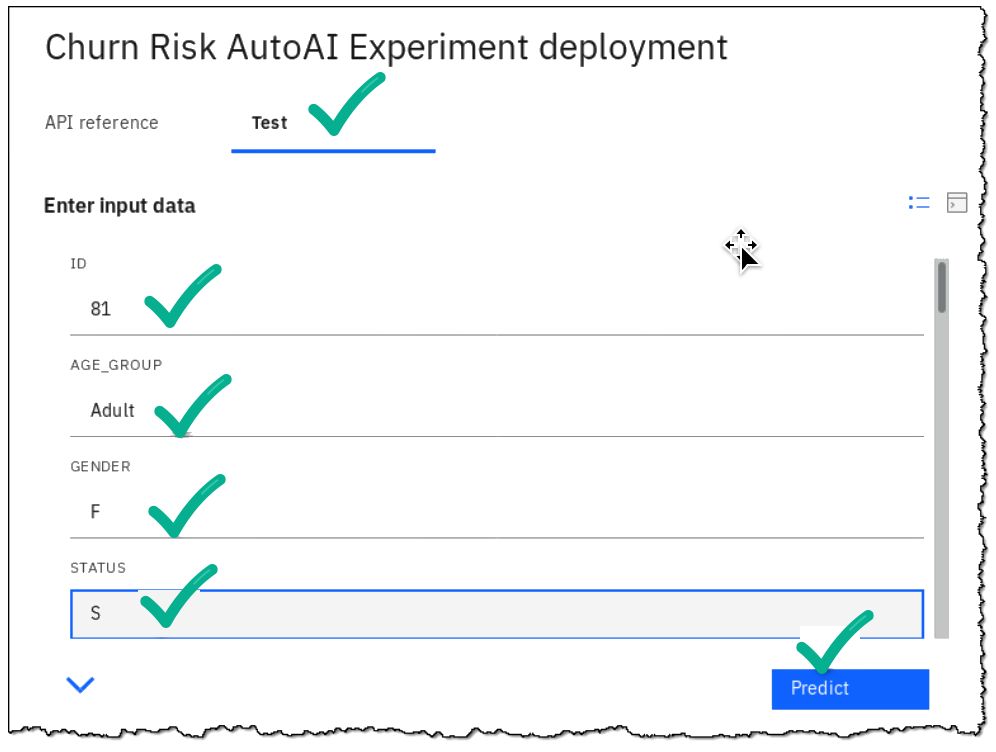 Churn Risk AutoAI Experiment deployment
API reference Test
Enter input data
ID
81
AGE_GROUP
Adult
GENDER
F
STATUS
S
Predict